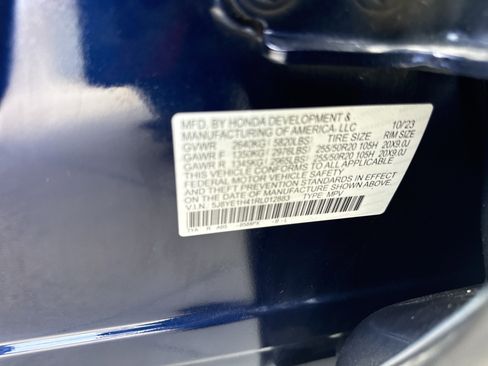 MFD. BY HONDA DEVELOPMENT & 10/23
MANUFACTURING OF AMERICA, LLC
GVWR 2640KG ( 5820LBS) TIRE SIZE RIM SIZE
GAWR F 1350KG ( 2976LBS) 255/50R20 105H 20X9.0J
GAWR R 1345KG ( 2965LBS) 255/50R20 105H 20X9.0J
THIS VEHICLE CONFORMS TO ALL APPLICABLE
FEDERAL MOTOR VEHICLE SAFETY
AND THEFT PREVENTION STANDARDS IN EFFECT
ON THE DATE OF MANUFACTURE SHOWN ABOVE.
V.I.N. 5J8YE1H41RL012883 TYPE: MPV